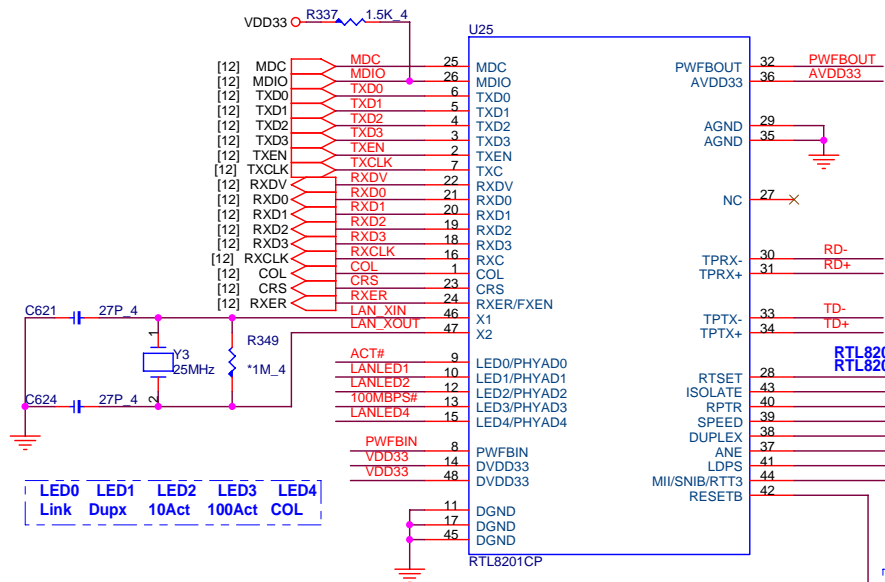 VDD33 R337 1.5K_4
U25
[12] MDC MDC 25 MDC PWFBOUT 32 PWFBOUT
[12] MDIO MDIO 26 MDIO AVDD33 36 AVDD33
[12] TXD0 TXD0 6 TXD0
[12] TXD1 TXD1 5 TXD1
[12] TXD2 TXD2 4 TXD2 AGND 29
[12] TXD3 TXD3 3 TXD3 AGND 35
[12] TXEN TXEN 2 TXEN
[12] TXCLK TXCLK 7 TXC
[12] RXDV RXDV 22 RXDV
[12] RXD0 RXD0 21 RXD0 NC 27
[12] RXD1 RXD1 20 RXD1
[12] RXD2 RXD2 19 RXD2
[12] RXD3 RXD3 18 RXD3
[12] RXCLK RXCLK 16 RXC TPRX- 30 RD-
[12] COL COL 1 COL TPRX+ 31 RD+
[12] CRS CRS 23 CRS
[12] RXER RXER 24 RXER/FXEN
LAN_XIN 46 X1 TPTX- 33 TD-
LAN_XOUT 47 X2 TPTX+ 34 TD+
C621 27P_4
1
Y3
25MHz
2
R349
*1M_4
C624 27P_4
RTL820
RTL820
ACT# 9 LED0/PHYAD0
LANLED1 10 LED1/PHYAD1 RTSET 28
LANLED2 12 LED2/PHYAD2 ISOLATE 43
100MBPS# 13 LED3/PHYAD3 RPTR 40
LANLED4 15 LED4/PHYAD4 SPEED 39
DUPLEX 38
PWFBIN 8 PWFBIN ANE 37
VDD33 14 DVDD33 LDPS 41
VDD33 48 DVDD33 MII/SNIB/RTT3 44
RESETB 42
11 DGND
17 DGND
45 DGND
RTL8201CP
LED0 LED1 LED2 LED3 LED4
Link Dupx 10Act 100Act COL